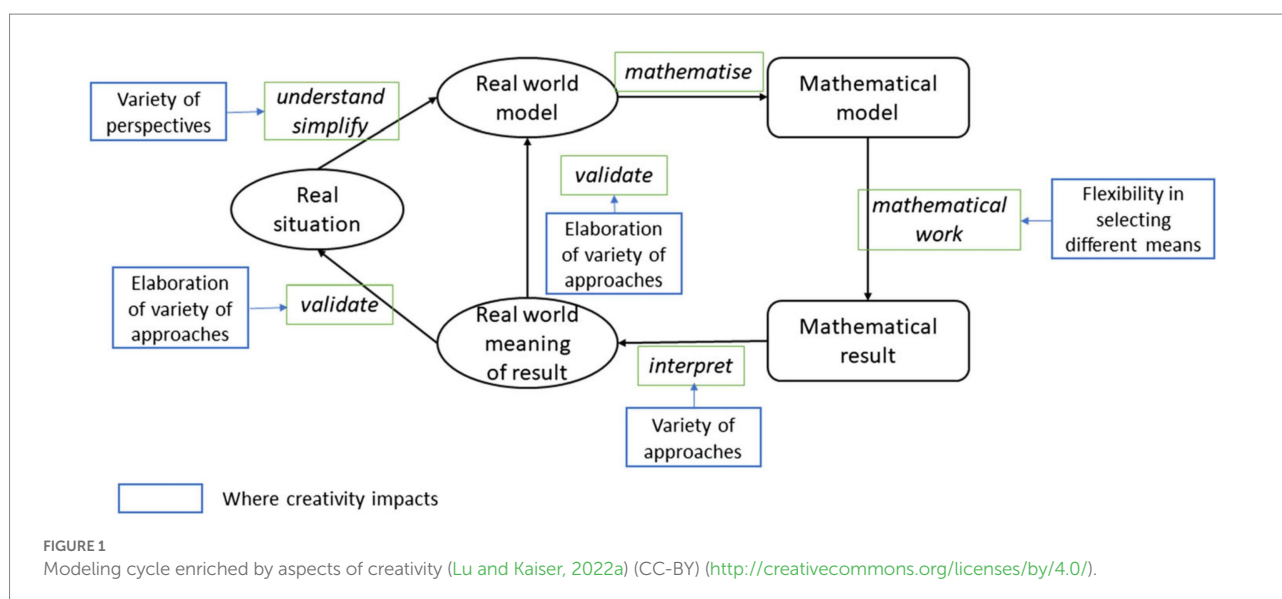 Variety of
perspectives
understand
simplify
Real world
model
mathematise
Mathematical
model
Real
situation
validate
Elaboration
of variety of
approaches
mathematical
work
Flexibility in
selecting
different means
Elaboration
of variety of
approaches
validate
Real world
meaning
of result
interpret
Variety of
approaches
Mathematical
result
Where creativity impacts
FIGURE 1
Modeling cycle enriched by aspects of creativity (Lu and Kaiser, 2022a) (CC-BY) (http://creativecommons.org/licenses/by/4.0/).